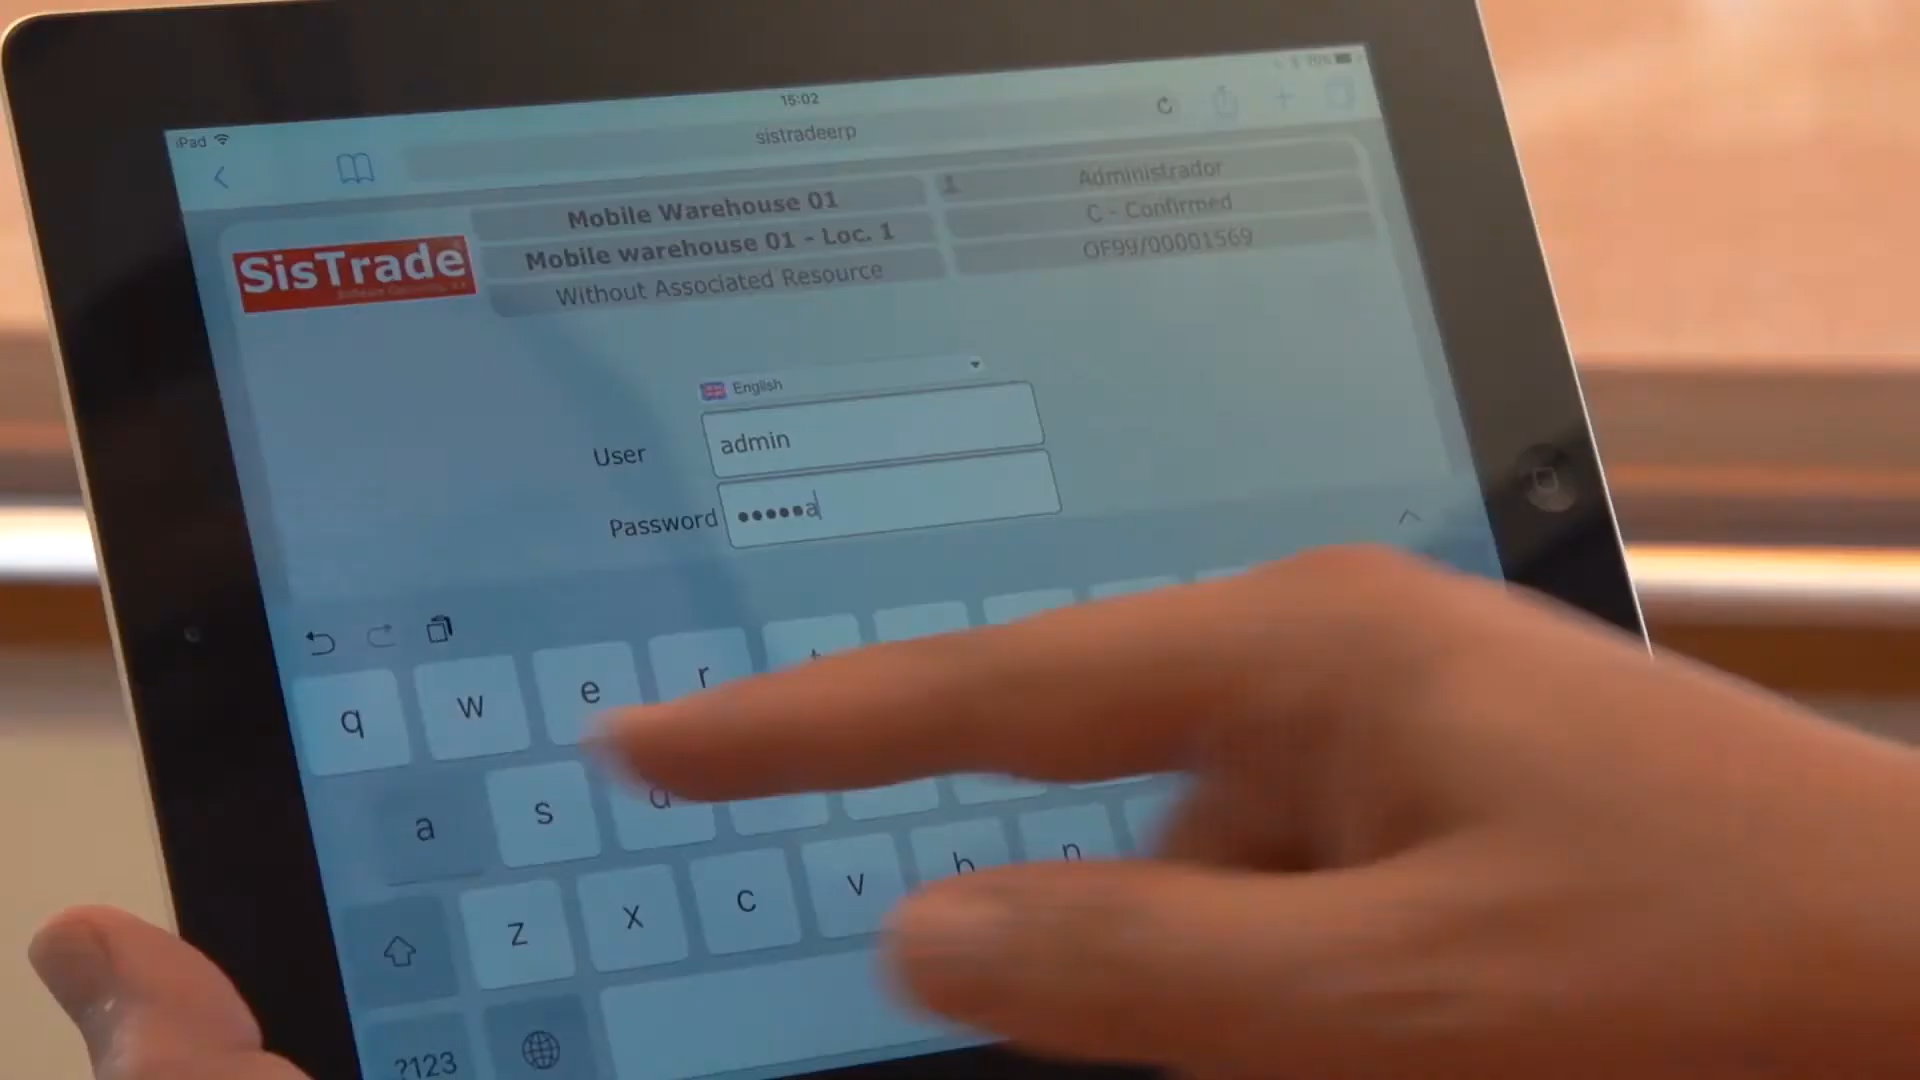 iPad
15:02
70%
sistradeerp
SisTrade
Mobile Warehouse 01
Administrador
Mobile warehouse 01 - Loc. 1
C - Confirmed
Without Associated Resource
OF99/00001569
English
User
admin
Password
•••••a
q w e r t
a s d
z x c v b n
?123